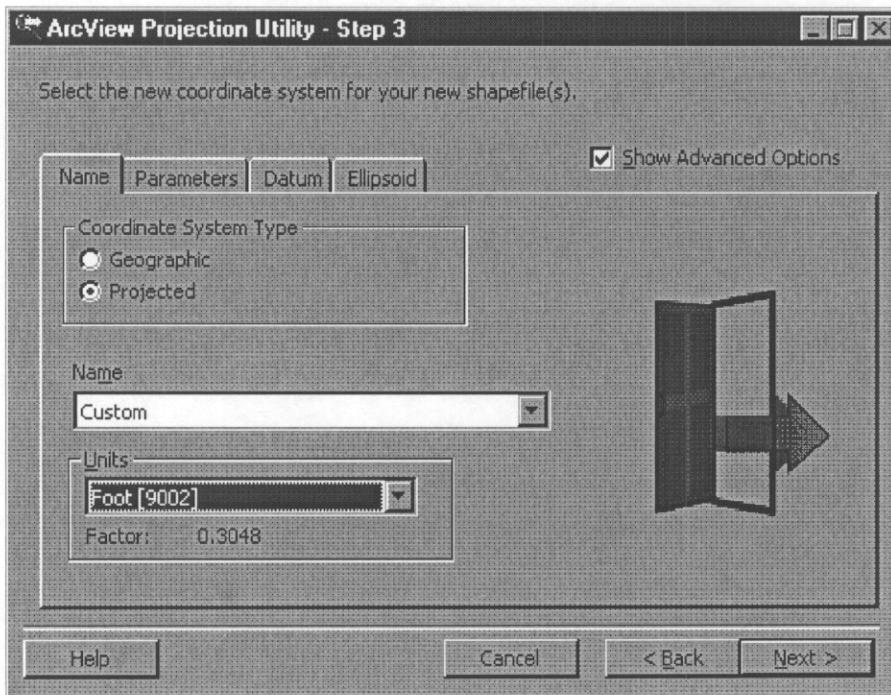 ArcView Projection Utility - Step 3
Select the new coordinate system for your new shapefile(s).
Show Advanced Options
Name Parameters Datum Ellipsoid
Coordinate System Type
Geographic
Projected
Name
Custom
Units
Foot [9002]
Factor: 0.3048
Help Cancel < Back Next >